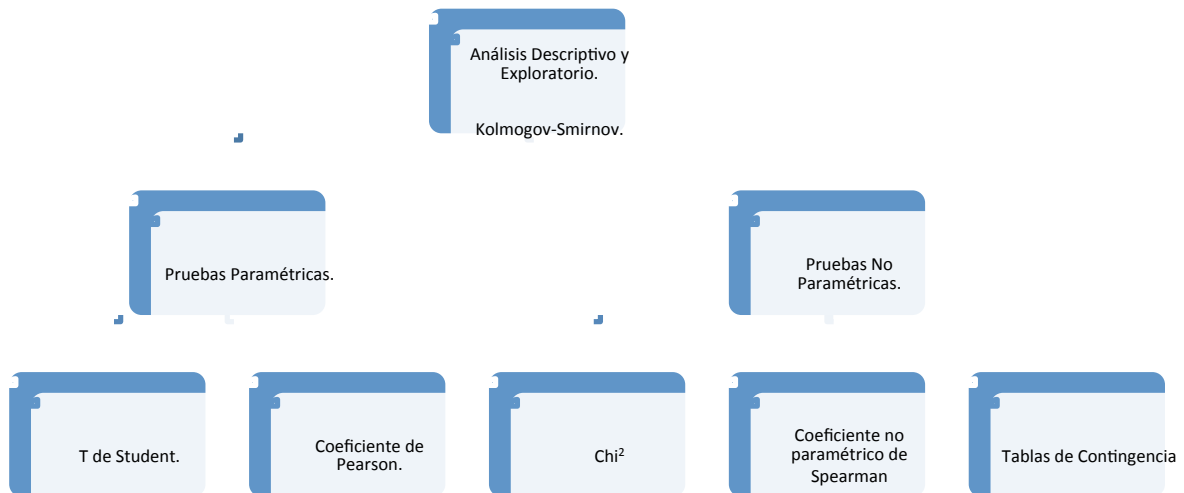 Análisis Descriptivo y
Exploratorio.
Kolmogov-Smirnov.
Pruebas Paramétricas.
Pruebas No
Paramétricas.
T de Student.
Coeficiente de
Pearson.
Chi²
Coeficiente no
paramétrico de
Spearman
Tablas de Contingencia